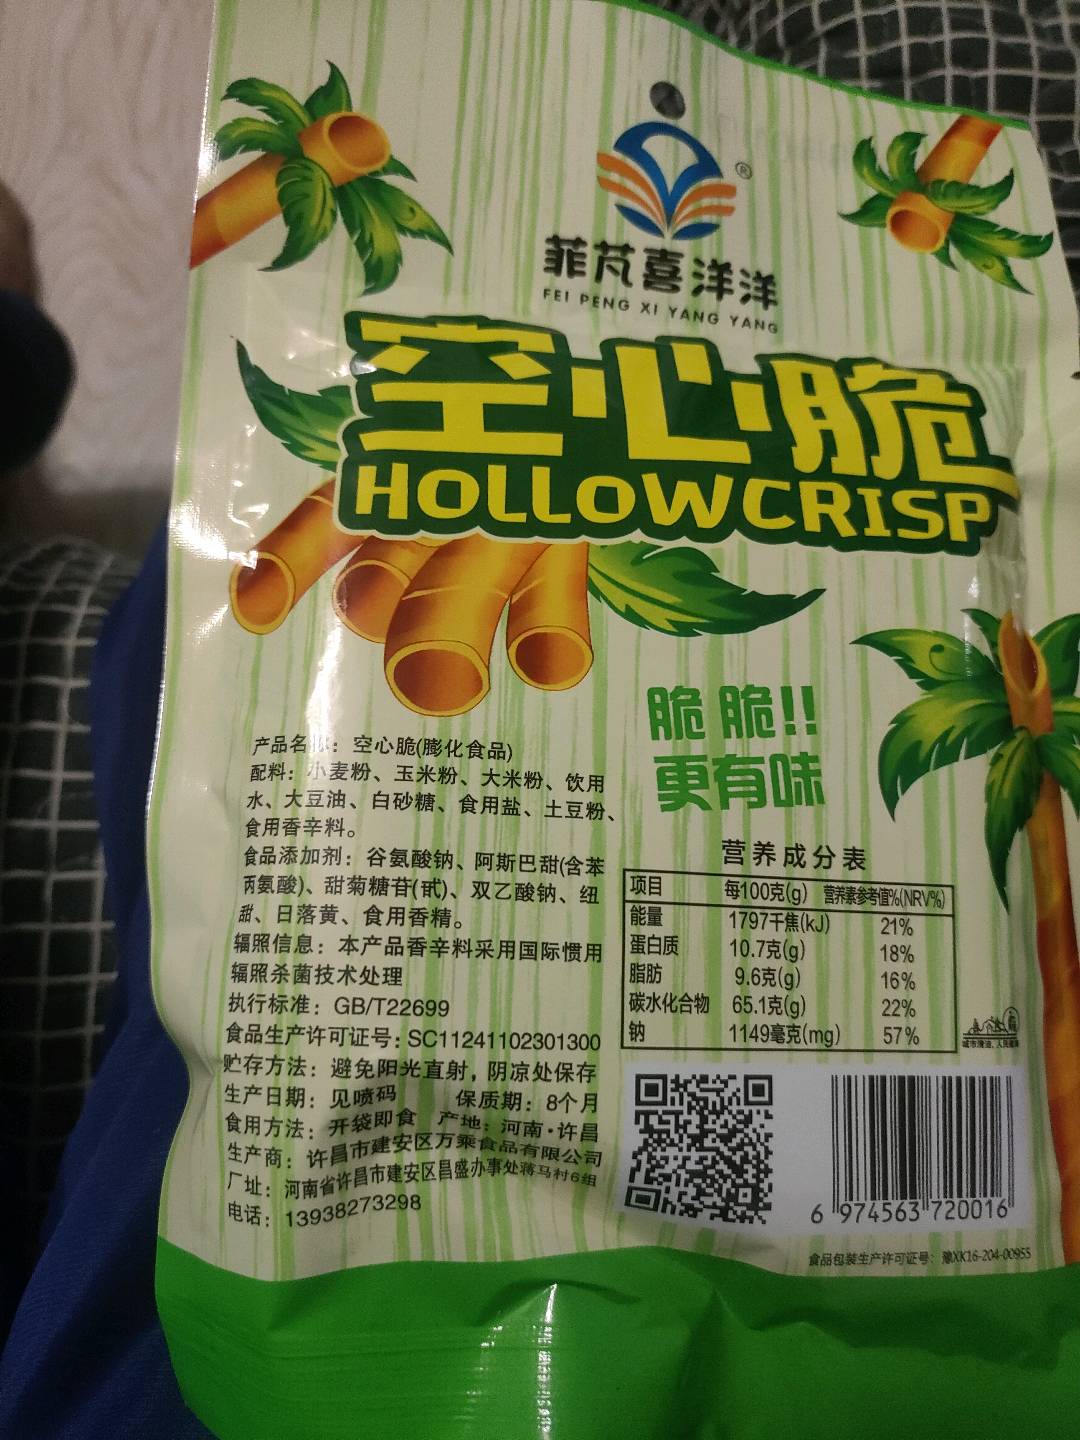 ®
菲芃喜洋洋
FEI PENG XI YANG YANG
空心脆
HOLLOWCRISP
脆 脆!!
更有味
产品名称：空心脆(膨化食品)
配料：小麦粉、玉米粉、大米粉、饮用
水、大豆油、白砂糖、食用盐、土豆粉、
食用香辛料。
食品添加剂：谷氨酸钠、阿斯巴甜(含苯
丙氨酸)、甜菊糖苷(甙)、双乙酸钠、纽
甜、日落黄、食用香精。
辐照信息：本产品香辛料采用国际惯用
辐照杀菌技术处理
执行标准：GB/T22699
食品生产许可证号：SC11241102301300
贮存方法：避免阳光直射，阴凉处保存
生产日期：见喷码 保质期：8个月
食用方法：开袋即食 产地：河南·许昌
生产商：许昌市建安区万乘食品有限公司
厂址：河南省许昌市建安区昌盛办事处蒋马村6组
电话：13938273298
营养成分表
项目 每100克(g) 营养素参考值%(NRV%)
能量 1797千焦(kJ) 21%
蛋白质 10.7克(g) 18%
脂肪 9.6克(g) 16%
碳水化合物 65.1克(g) 22%
钠 1149毫克(mg) 57%
6 974563 720016
食品包装生产许可证号：豫XK16-204-00955